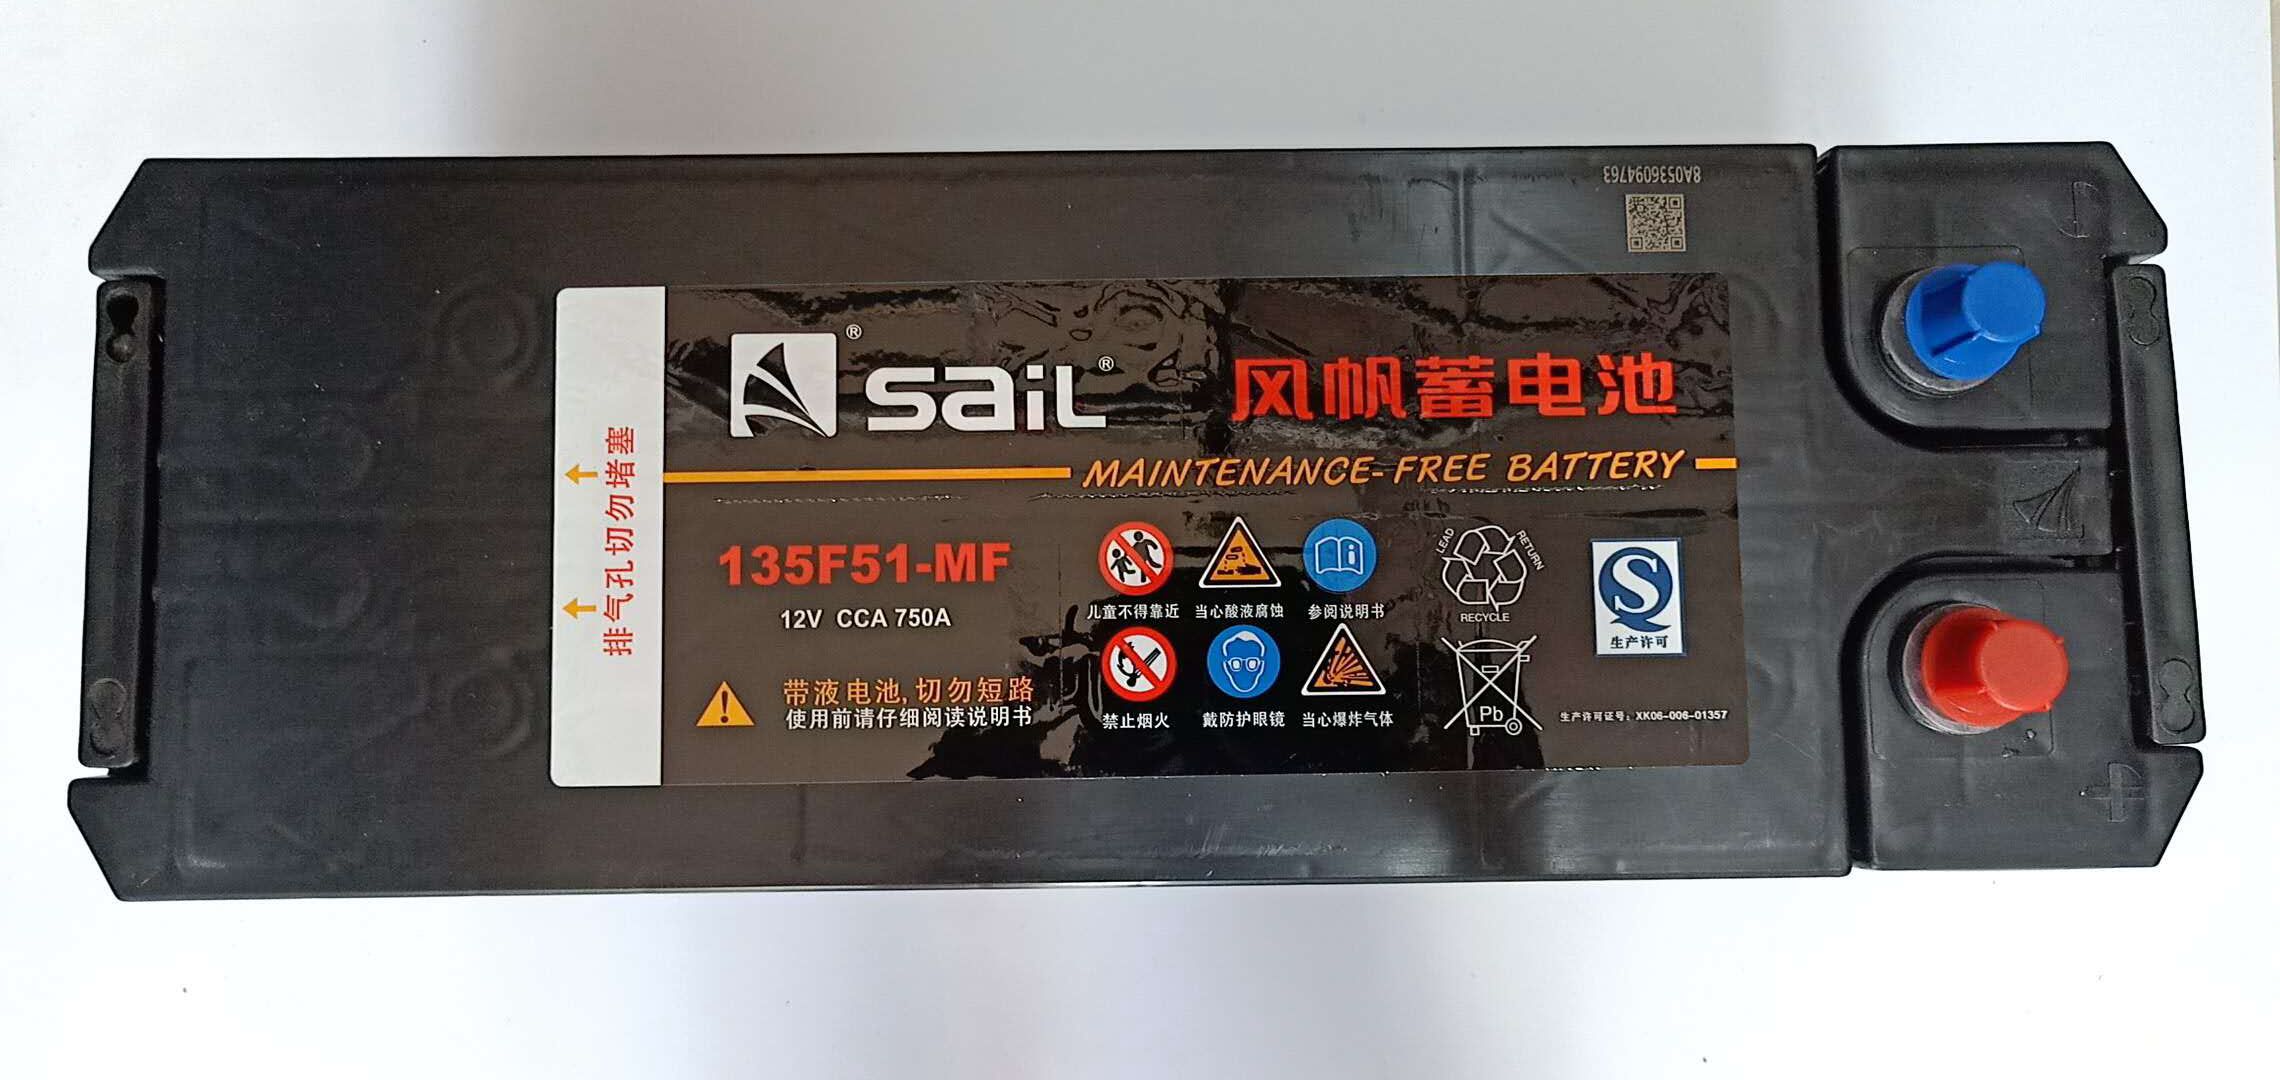 8A0536094763
sail
风帆蓄电池
MAINTENANCE-FREE BATTERY
排气孔切勿堵塞
135F51-MF
12V CCA 750A
带液电池,切勿短路
使用前请仔细阅读说明书
儿童不得靠近 当心酸液腐蚀 参阅说明书
禁止烟火 戴防护眼镜 当心爆炸气体
LEAD RETURN
RECYCLE
Pb
S
生产许可
生产许可证号: XK06-006-01357